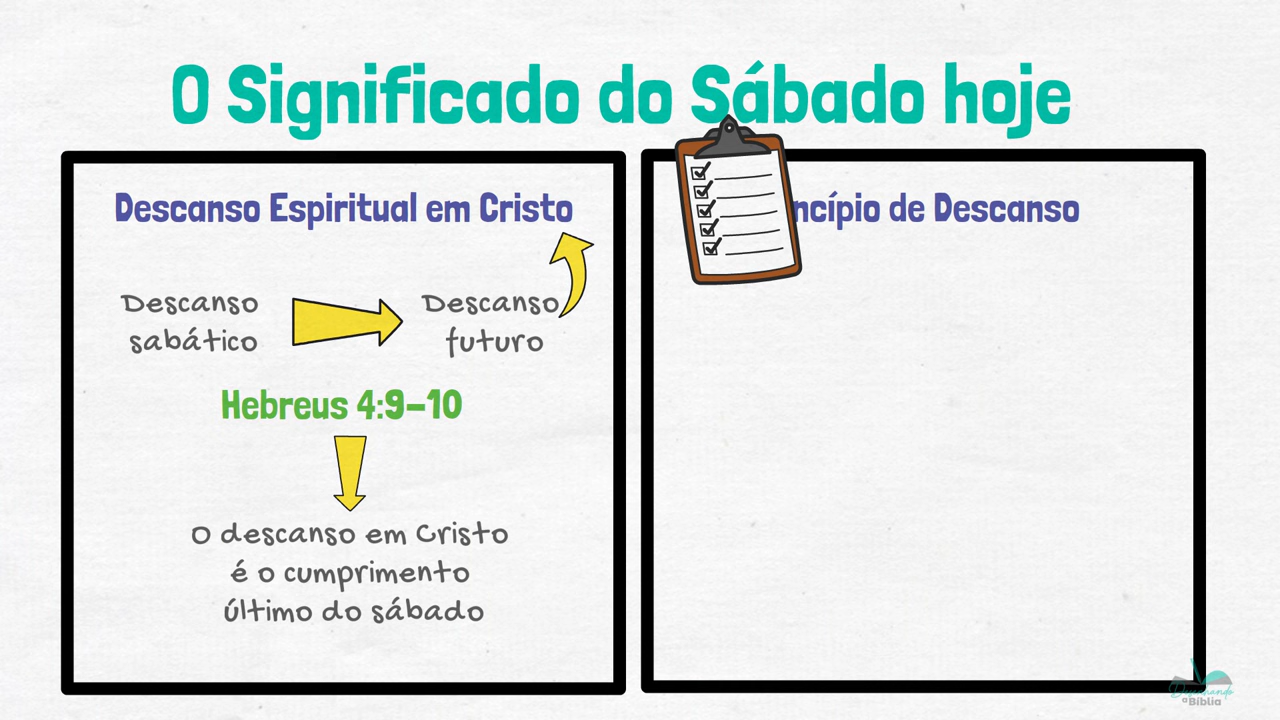 O Significado do Sábado hoje
Descanso Espiritual em Cristo
Descanso
sabático
Descanso
futuro
Hebreus 4:9–10
O descanso em Cristo
é o cumprimento
último do sábado
de Descanso
a Bíblia